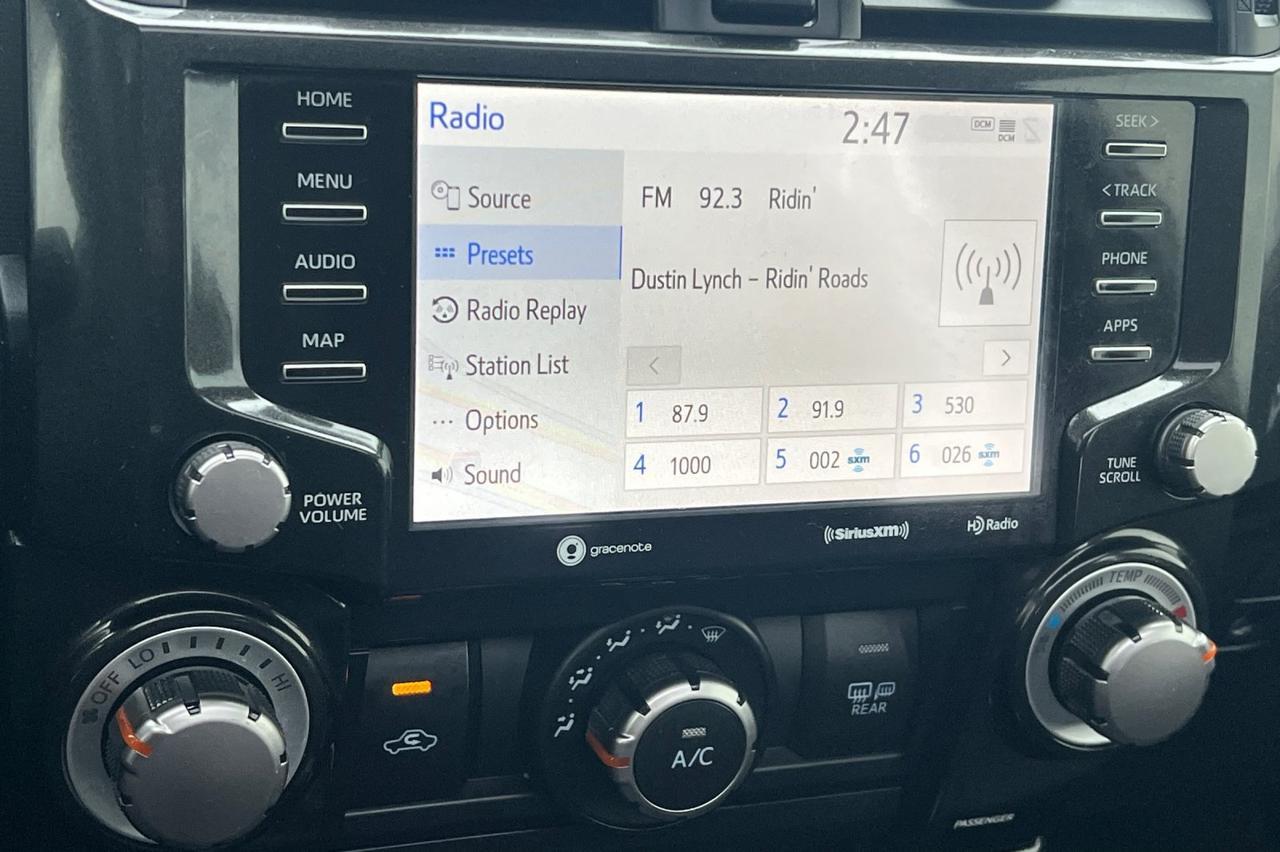 HOME
MENU
AUDIO
MAP
POWER
VOLUME
Radio
2:47
DCM
DCM
Source
Presets
Radio Replay
Station List
Options
Sound
FM 92.3 Ridin'
Dustin Lynch – Ridin' Roads
< >
1 87.9 2 91.9 3 530
4 1000 5 002 sxm 6 026 sxm
gracenote
SiriusXM
HD Radio
SEEK >
< TRACK
PHONE
APPS
TUNE
SCROLL
OFF LO HI
A/C
REAR
TEMP
PASSENGER